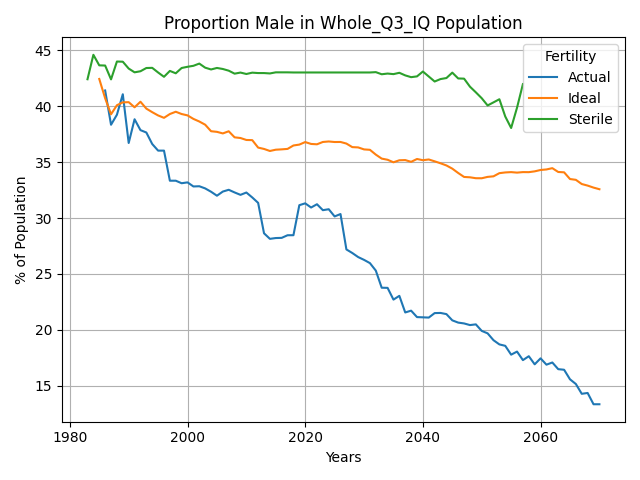 Proportion Male in Whole_Q3_IQ Population
Fertility
Actual
Ideal
Sterile
% of Population
45
40
35
30
25
20
15
1980
2000
2020
2040
2060
Years